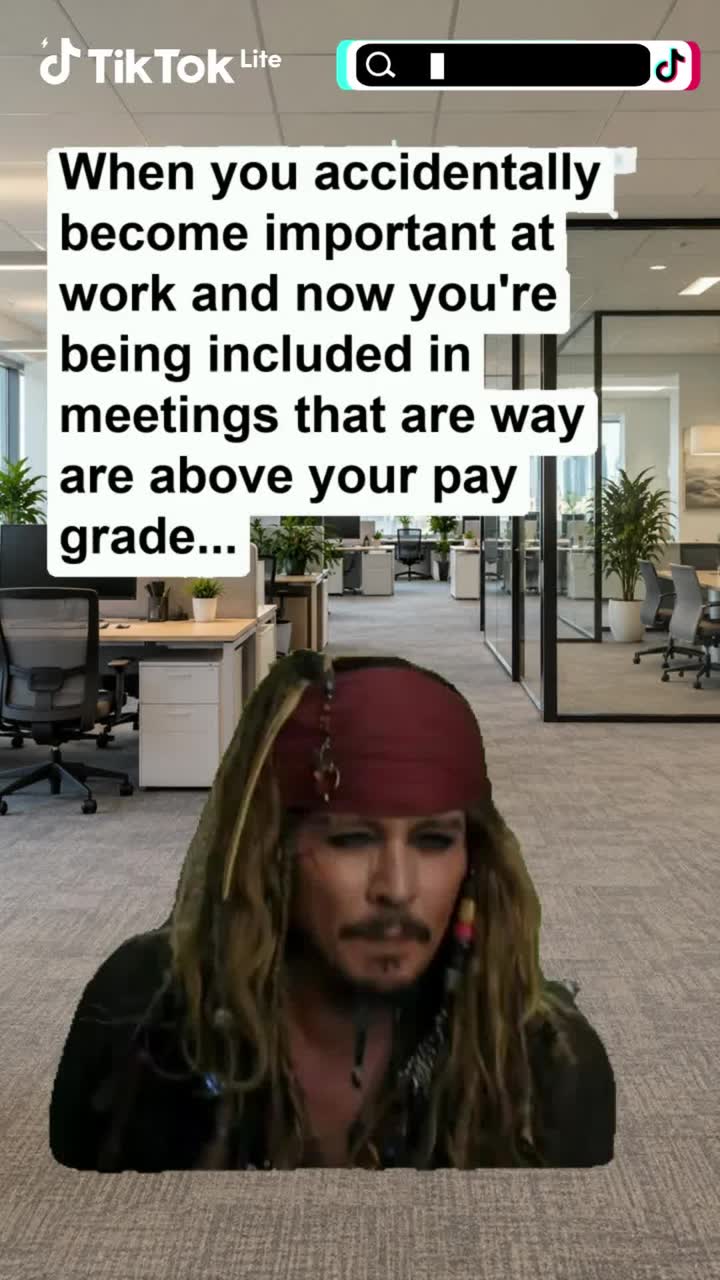 TikTok Lite
When you accidentally
become important at
work and now you're
being included in
meetings that are way
are above your pay
grade...